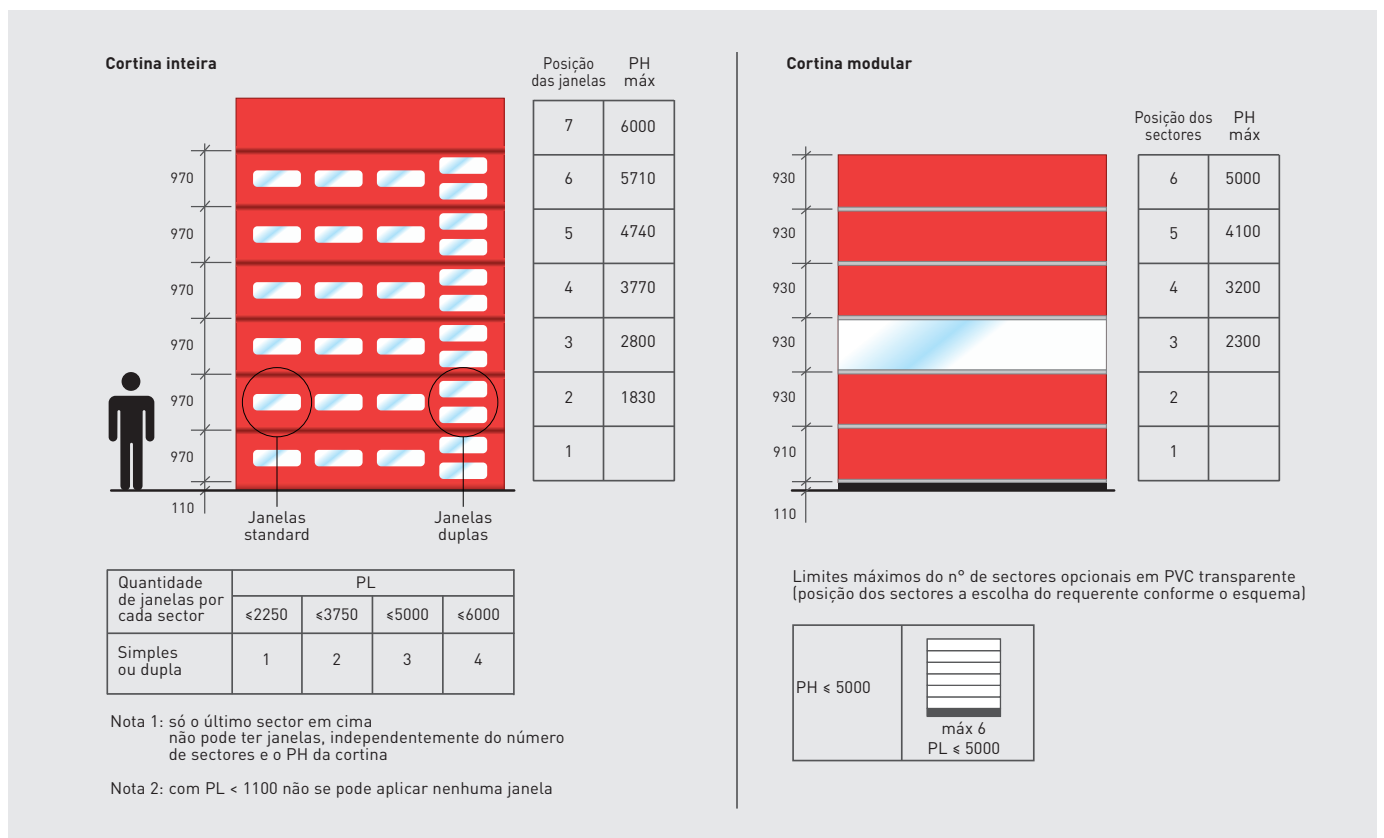 Cortina inteira
Posição das janelas
PH máx
7 6000
6 5710
5 4740
4 3770
3 2800
2 1830
1
970
970
970
970
970
970
110
Janelas standard
Janelas duplas
Quantidade de janelas por cada sector
PL
≤2250 ≤3750 ≤5000 ≤6000
Simples ou dupla
1 2 3 4
Nota 1: só o último sector em cima
não pode ter janelas, independentemente do número
de sectores e o PH da cortina
Nota 2: com PL < 1100 não se pode aplicar nenhuma janela
Cortina modular
Posição dos sectores
PH máx
6 5000
5 4100
4 3200
3 2300
2
1
930
930
930
930
930
910
110
Limites máximos do n° de sectores opcionais em PVC transparente
(posição dos sectores a escolha do requerente conforme o esquema)
PH ≤ 5000
máx 6
PL ≤ 5000